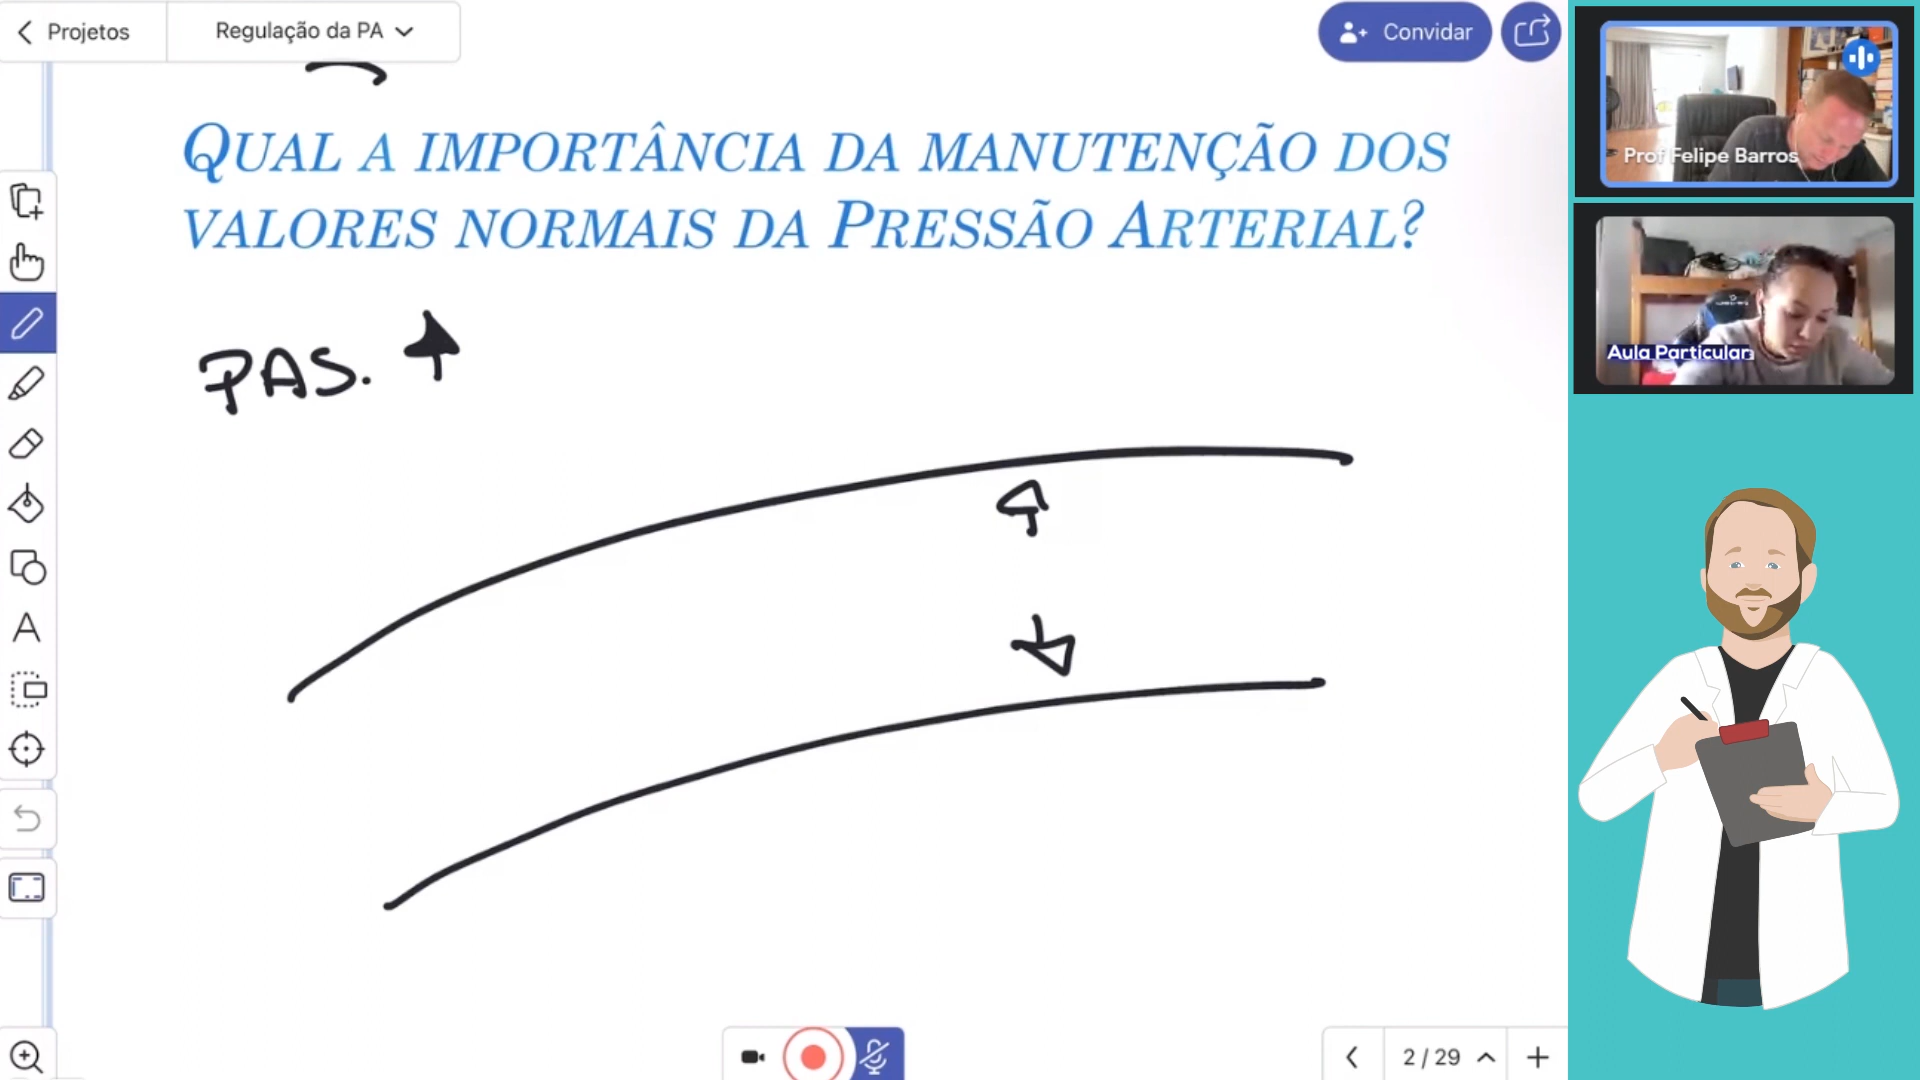 Projetos
Regulação da PA
Convidar
QUAL A IMPORTÂNCIA DA MANUTENÇÃO DOS
VALORES NORMAIS DA PRESSÃO ARTERIAL?
PAS.
Prof Felipe Barros
Aula Particular
2 / 29